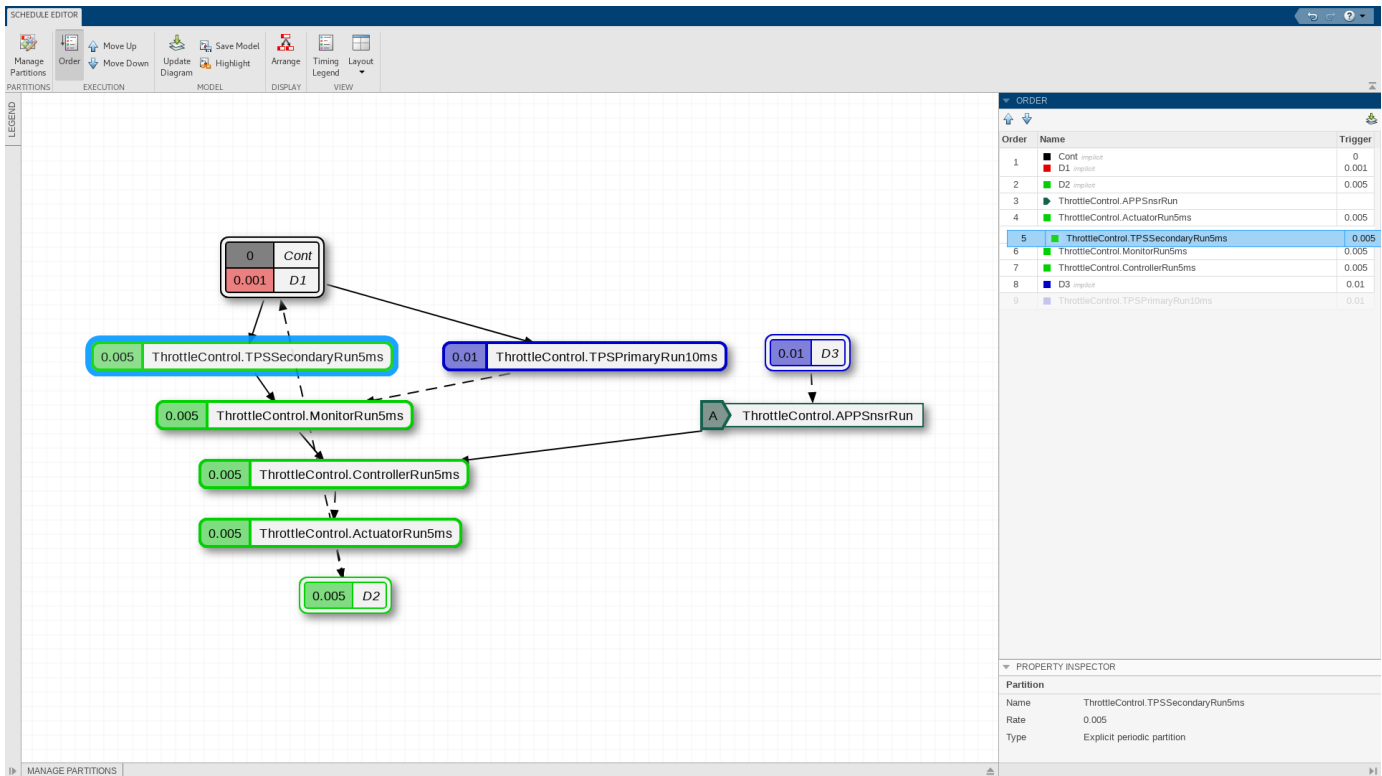 SCHEDULE EDITOR
Manage Partitions
Order
Move Up
Move Down
Update Diagram
Save Model
Highlight
Arrange
Timing Legend
Layout
PARTITIONS
EXECUTION
MODEL
DISPLAY
VIEW
LEGEND
0 Cont
0.001 D1
0.005 ThrottleControl.TPSSecondaryRun5ms
0.01 ThrottleControl.TPSPrimaryRun10ms
0.01 D3
0.005 ThrottleControl.MonitorRun5ms
A ThrottleControl.APPSnsrRun
0.005 ThrottleControl.ControllerRun5ms
0.005 ThrottleControl.ActuatorRun5ms
0.005 D2
MANAGE PARTITIONS
ORDER
Order Name Trigger
1 Cont implicit 0
D1 implicit 0.001
2 D2 implicit 0.005
3 ThrottleControl.APPSnsrRun
4 ThrottleControl.ActuatorRun5ms 0.005
5 ThrottleControl.TPSSecondaryRun5ms 0.005
6 ThrottleControl.MonitorRun5ms 0.005
7 ThrottleControl.ControllerRun5ms 0.005
8 D3 implicit 0.01
9 ThrottleControl.TPSPrimaryRun10ms 0.01
PROPERTY INSPECTOR
Partition
Name ThrottleControl.TPSSecondaryRun5ms
Rate 0.005
Type Explicit periodic partition